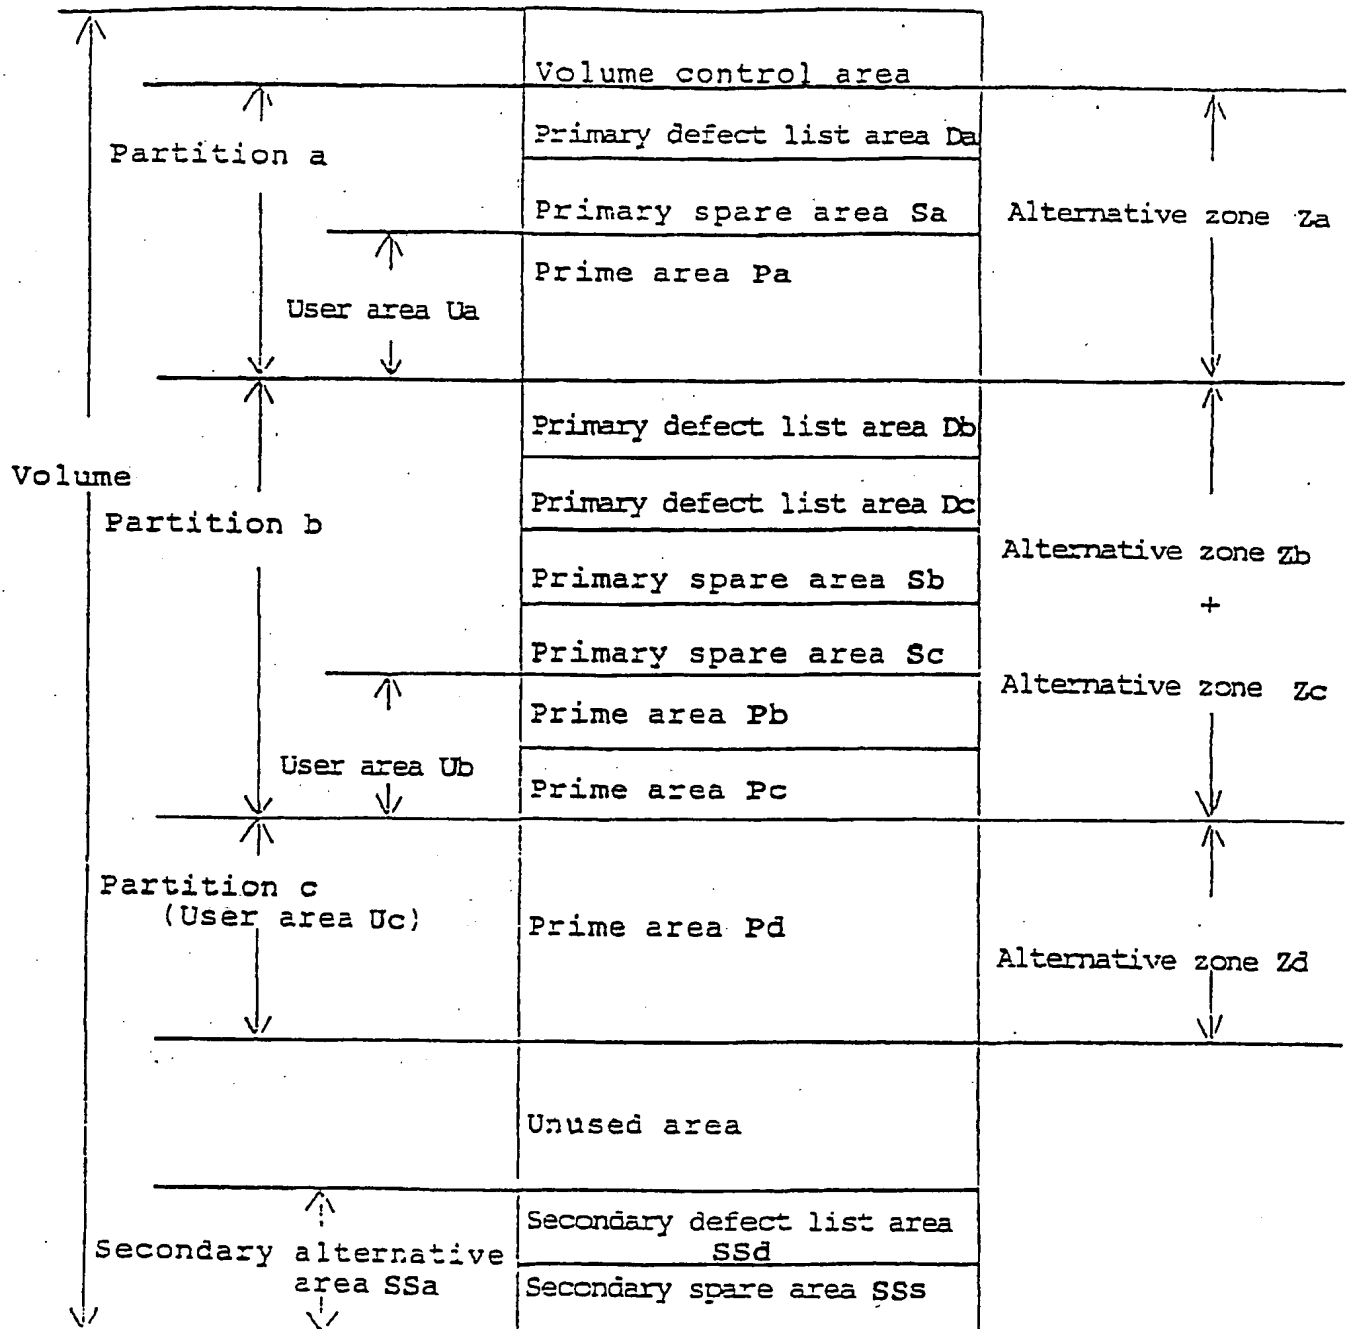 Volume control area
Primary defect list area Da
Partition a
Primary spare area Sa
Alternative zone Za
Prime area Pa
User area Ua
Primary defect list area Db
Volume
Primary defect list area Dc
Partition b
Alternative zone Zb
Primary spare area Sb
+
Primary spare area Sc
Alternative zone Zc
Prime area Pb
User area Ub
Prime area Pc
Partition c
(User area Uc)
Prime area Pd
Alternative zone Zd
Unused area
Secondary defect list area
SSd
Secondary alternative
area SSa
Secondary spare area SSs